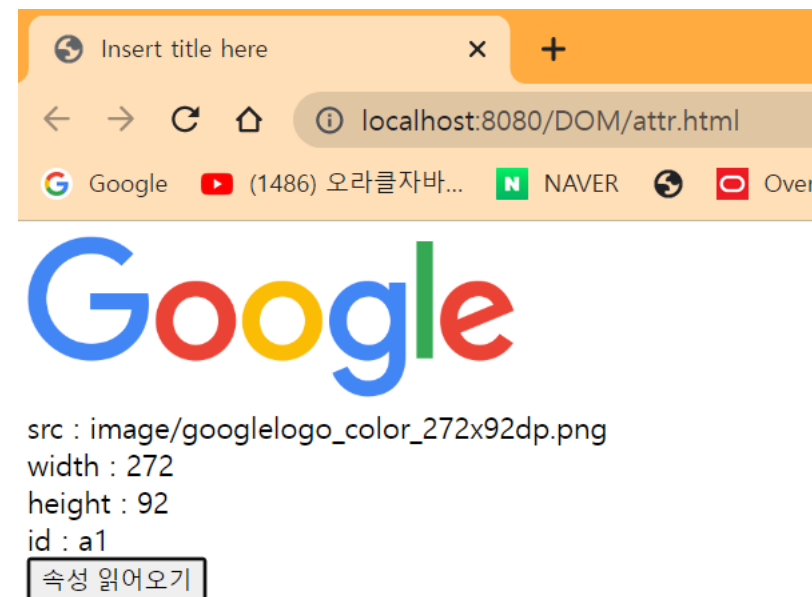 Insert title here
localhost:8080/DOM/attr.html
Google (1486) 오라클자바... NAVER Over
Google
src : image/googlelogo_color_272x92dp.png
width : 272
height : 92
id : a1
속성 읽어오기